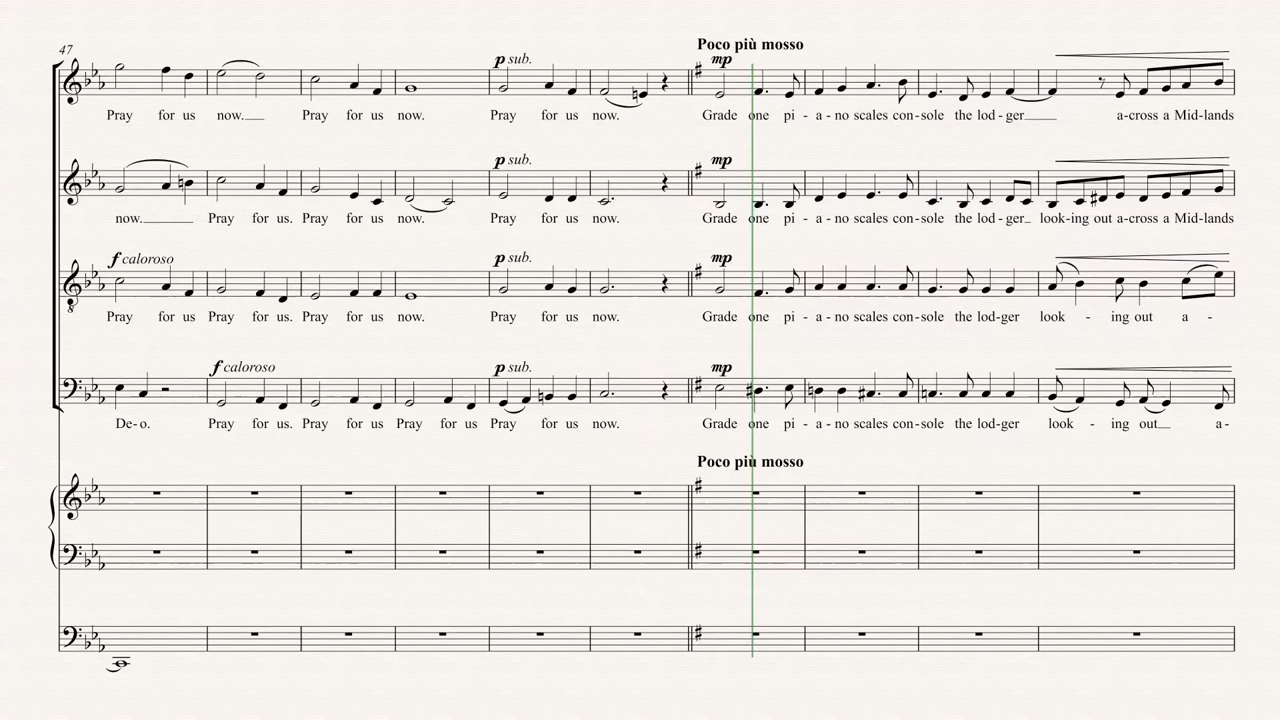 Poco più mosso
47
p sub.
mp
Pray for us now. Pray for us now. Pray for us now. Grade one pi - a - no scales con - sole the lod - ger a-cross a Mid-lands
p sub.
mp
now. Pray for us. Pray for us now. Pray for us now. Grade one pi - a - no scales con - sole the lod - ger look-ing out a-cross a Mid-lands
f caloroso
p sub.
mp
Pray for us Pray for us. Pray for us now. Pray for us now. Grade one pi - a - no scales con - sole the lod-ger look - ing out a -
f caloroso
p sub.
mp
De-o. Pray for us. Pray for us Pray for us Pray for us now. Grade one pi - a - no scales con - sole the lod-ger look - ing out a-
Poco più mosso